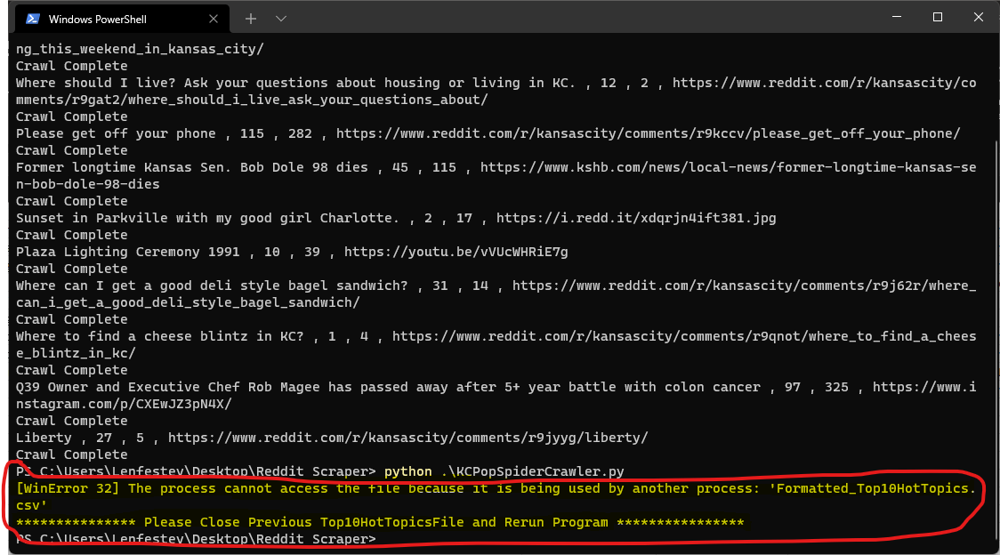 Windows PowerShell
ng_this_weekend_in_kansas_city/
Crawl Complete
Where should I live? Ask your questions about housing or living in KC. , 12 , 2 , https://www.reddit.com/r/kansascity/co
mments/r9gat2/where_should_i_live_ask_your_questions_about/
Crawl Complete
Please get off your phone , 115 , 282 , https://www.reddit.com/r/kansascity/comments/r9kccv/please_get_off_your_phone/
Crawl Complete
Former longtime Kansas Sen. Bob Dole 98 dies , 45 , 115 , https://www.kshb.com/news/local-news/former-longtime-kansas-se
n-bob-dole-98-dies
Crawl Complete
Sunset in Parkville with my good girl Charlotte. , 2 , 17 , https://i.redd.it/xdqrjn4ift381.jpg
Crawl Complete
Plaza Lighting Ceremony 1991 , 10 , 39 , https://youtu.be/vVUcWHRiE7g
Crawl Complete
Where can I get a good deli style bagel sandwich? , 31 , 14 , https://www.reddit.com/r/kansascity/comments/r9j62r/where_
can_i_get_a_good_deli_style_bagel_sandwich/
Crawl Complete
Where to find a cheese blintz in KC? , 1 , 4 , https://www.reddit.com/r/kansascity/comments/r9qnot/where_to_find_a_chees
e_blintz_in_kc/
Crawl Complete
Q39 Owner and Executive Chef Rob Magee has passed away after 5+ year battle with colon cancer , 97 , 325 , https://www.i
nstagram.com/p/CXEwJZ3pN4X/
Crawl Complete
Liberty , 27 , 5 , https://www.reddit.com/r/kansascity/comments/r9jyyg/liberty/
Crawl Complete
PS C:\Users\Lenfestey\Desktop\Reddit Scraper> python .\KCPopSpiderCrawler.py
[WinError 32] The process cannot access the file because it is being used by another process: 'Formatted_Top10HotTopics.
csv'
*************** Please Close Previous Top10HotTopicsFile and Rerun Program ****************
PS C:\Users\Lenfestey\Desktop\Reddit Scraper>